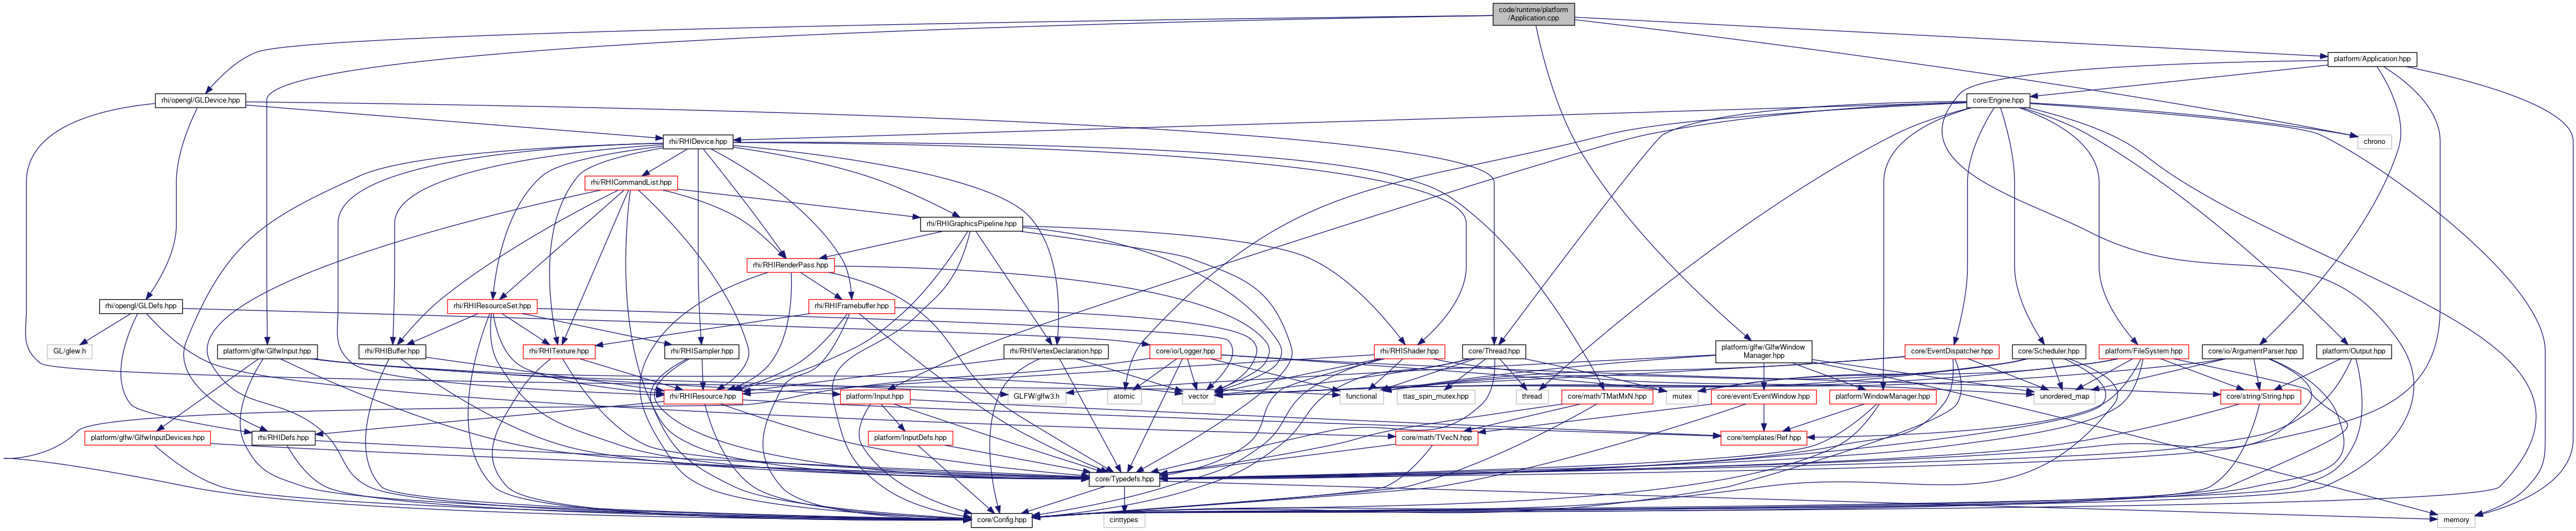 code/runtime/platform
/Application.cpp
platform/Application.hpp
rhi/opengl/GLDevice.hpp
core/Engine.hpp
rhi/RHIDevice.hpp
chrono
rhi/RHICommandList.hpp
rhi/RHIGraphicsPipeline.hpp
rhi/RHIRenderPass.hpp
rhi/opengl/GLDefs.hpp
rhi/RHIResourceSet.hpp
rhi/RHIFramebuffer.hpp
GL/glew.h
platform/glfw/GlfwInput.hpp
rhi/RHIBuffer.hpp
rhi/RHITexture.hpp
rhi/RHISampler.hpp
rhi/RHIVertexDeclaration.hpp
core/io/Logger.hpp
rhi/RHIShader.hpp
core/Thread.hpp
platform/glfw/GlfwWindow
Manager.hpp
core/EventDispatcher.hpp
core/Scheduler.hpp
platform/FileSystem.hpp
core/io/ArgumentParser.hpp
platform/Output.hpp
rhi/RHIResource.hpp
platform/Input.hpp
GLFW/glfw3.h
atomic
vector
functional
ttas_spin_mutex.hpp
thread
core/math/TMatMxN.hpp
mutex
core/event/EventWindow.hpp
platform/WindowManager.hpp
unordered_map
core/string/String.hpp
platform/glfw/GlfwInputDevices.hpp
rhi/RHIDefs.hpp
platform/InputDefs.hpp
core/math/TVecN.hpp
core/templates/Ref.hpp
core/Typedefs.hpp
core/Config.hpp
cinttypes
memory